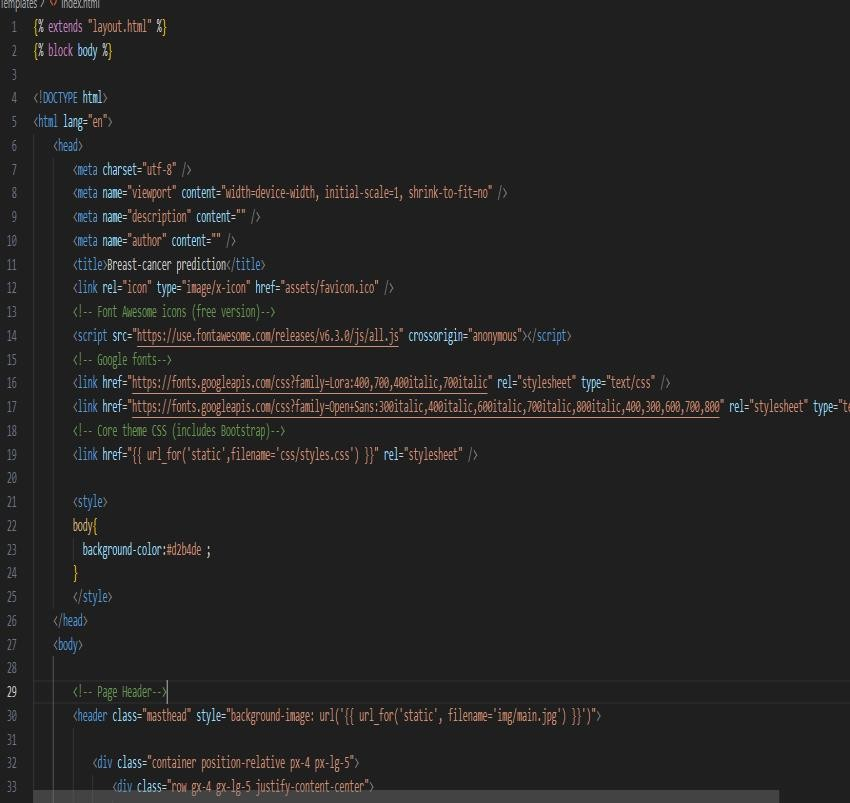 Templates > <> index.html
1 {% extends "layout.html" %}
2 {% block body %}
3
4 <!DOCTYPE html>
5 <html lang="en">
6 <head>
7 <meta charset="utf-8" />
8 <meta name="viewport" content="width=device-width, initial-scale=1, shrink-to-fit=no" />
9 <meta name="description" content="" />
10 <meta name="author" content="" />
11 <title>Breast-cancer prediction</title>
12 <link rel="icon" type="image/x-icon" href="assets/favicon.ico" />
13 <!-- Font Awesome icons (free version)-->
14 <script src="https://use.fontawesome.com/releases/v6.3.0/js/all.js" crossorigin="anonymous"></script>
15 <!-- Google fonts-->
16 <link href="https://fonts.googleapis.com/css?family=Lora:400,700,400italic,700italic" rel="stylesheet" type="text/css" />
17 <link href="https://fonts.googleapis.com/css?family=Open+Sans:300italic,400italic,600italic,700italic,800italic,400,300,600,700,800" rel="stylesheet" type="te
18 <!-- Core theme CSS (includes Bootstrap)-->
19 <link href="{{ url_for('static',filename='css/styles.css') }}" rel="stylesheet" />
20
21 <style>
22 body{
23 background-color:#d2b4de ;
24 }
25 </style>
26 </head>
27 <body>
28
29 <!-- Page Header-->
30 <header class="masthead" style="background-image: url('{{ url_for('static', filename='img/main.jpg') }}')">
31
32 <div class="container position-relative px-4 px-lg-5">
33 <div class="row gx-4 gx-lg-5 justify-content-center">